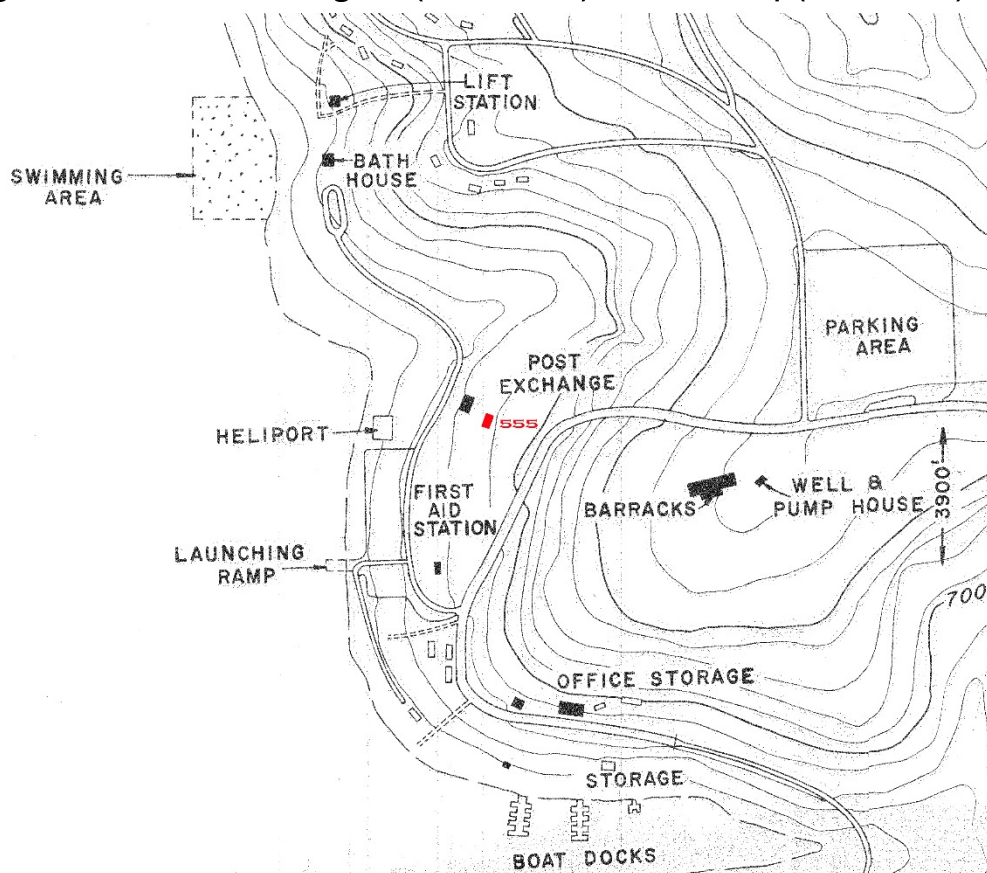 LIFT
STATION
BATH
HOUSE
SWIMMING
AREA
PARKING
AREA
POST
EXCHANGE
555
HELIPORT
FIRST
AID
STATION
BARRACKS
WELL &
PUMP HOUSE
3900'
LAUNCHING
RAMP
700
OFFICE STORAGE
STORAGE
BOAT DOCKS